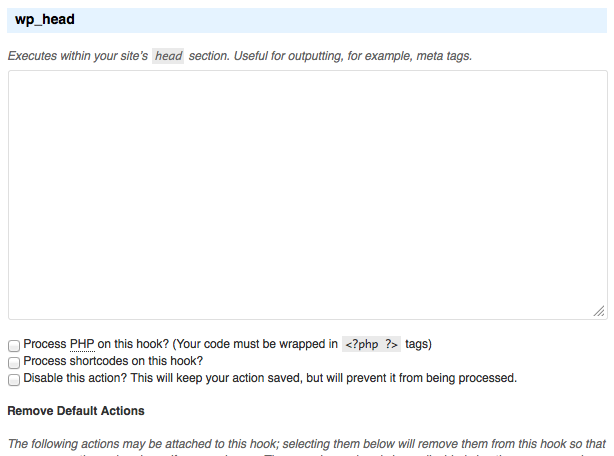 wp_head
Executes within your site's head section. Useful for outputting, for example, meta tags.
Process PHP on this hook? (Your code must be wrapped in <?php ?> tags)
Process shortcodes on this hook?
Disable this action? This will keep your action saved, but will prevent it from being processed.
Remove Default Actions
The following actions may be attached to this hook; selecting them below will remove them from this hook so that